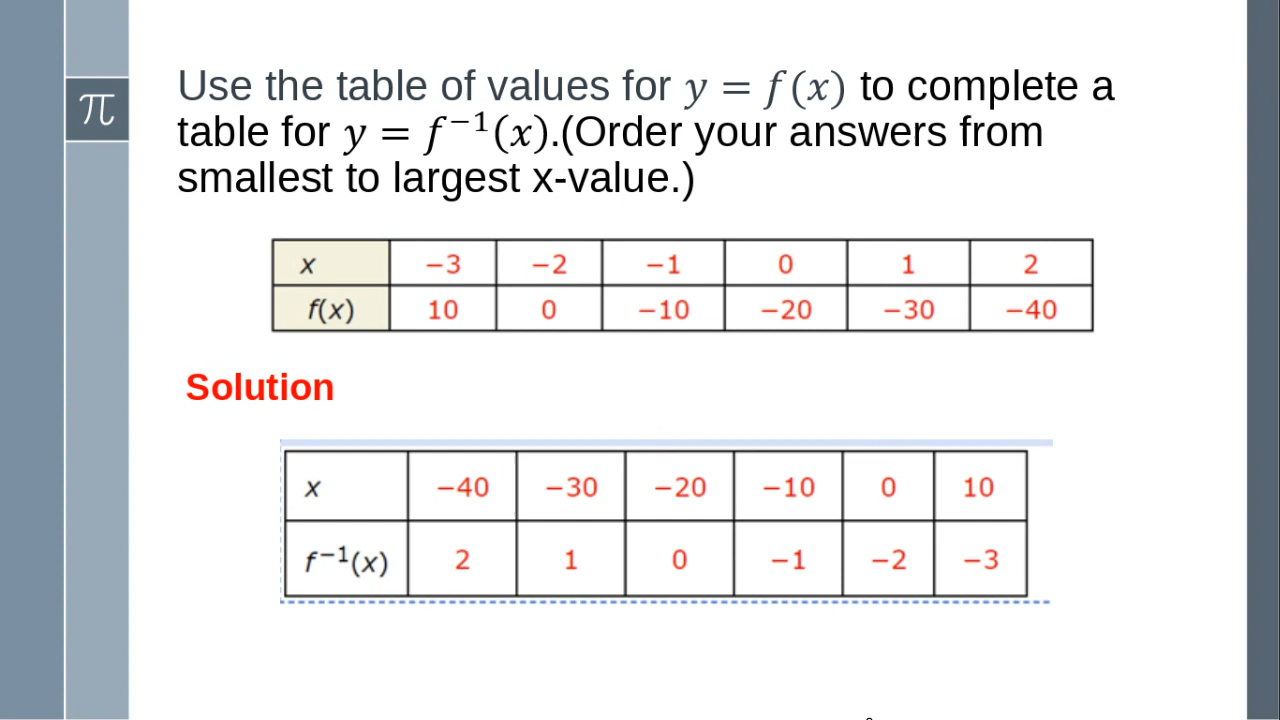 π
Use the table of values for 𝑦 = 𝑓(𝑥) to complete a
table for 𝑦 = 𝑓⁻¹(𝑥).(Order your answers from
smallest to largest x-value.)
x −3 −2 −1 0 1 2
f(x) 10 0 −10 −20 −30 −40
Solution
x −40 −30 −20 −10 0 10
f⁻¹(x) 2 1 0 −1 −2 −3